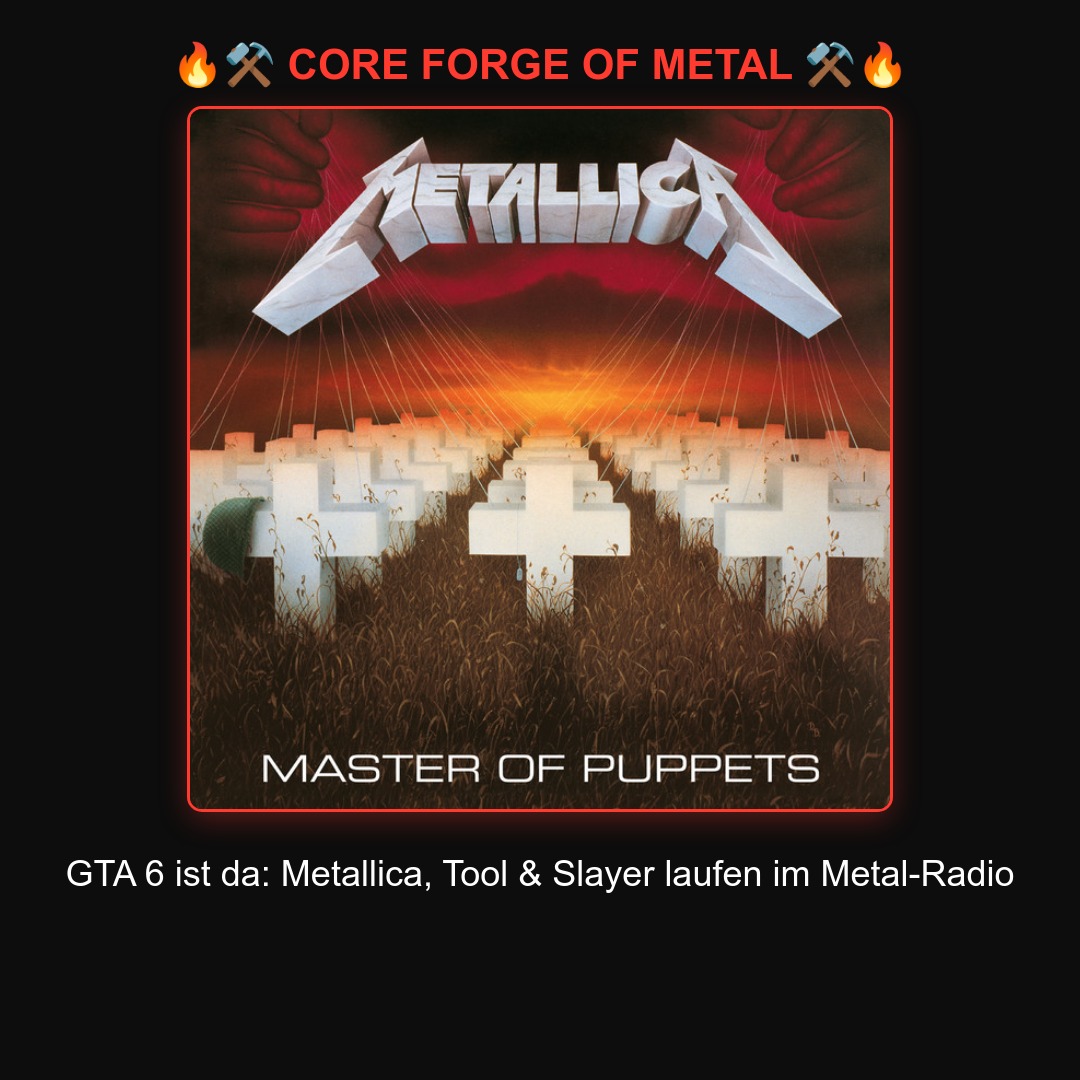 🔥⚒️ CORE FORGE OF METAL ⚒️🔥
METALLICA
MASTER OF PUPPETS
GTA 6 ist da: Metallica, Tool & Slayer laufen im Metal-Radio